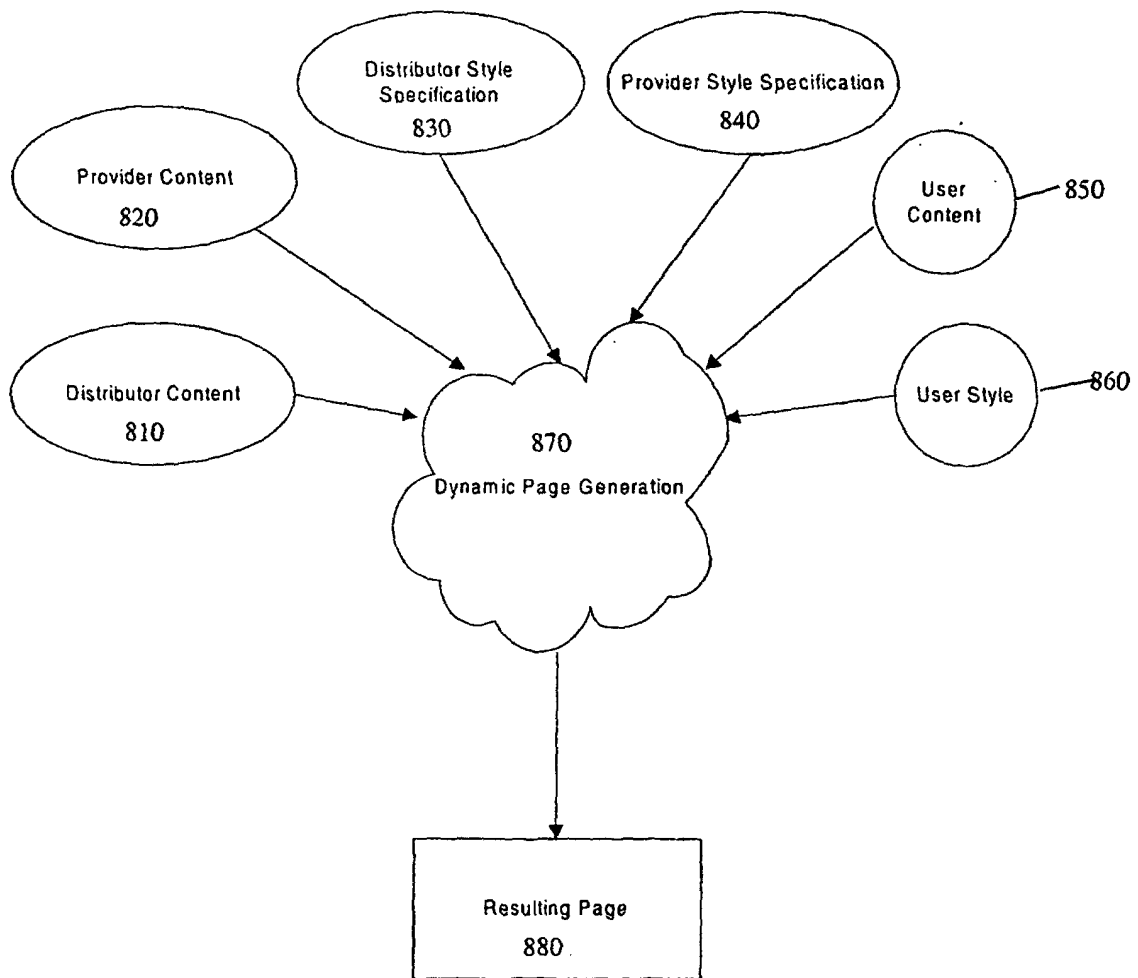 Distributor Style
Specification
830
Provider Style Specification
840
Provider Content
820
User
Content
850
Distributor Content
810
User Style
860
870
Dynamic Page Generation
Resulting Page
880